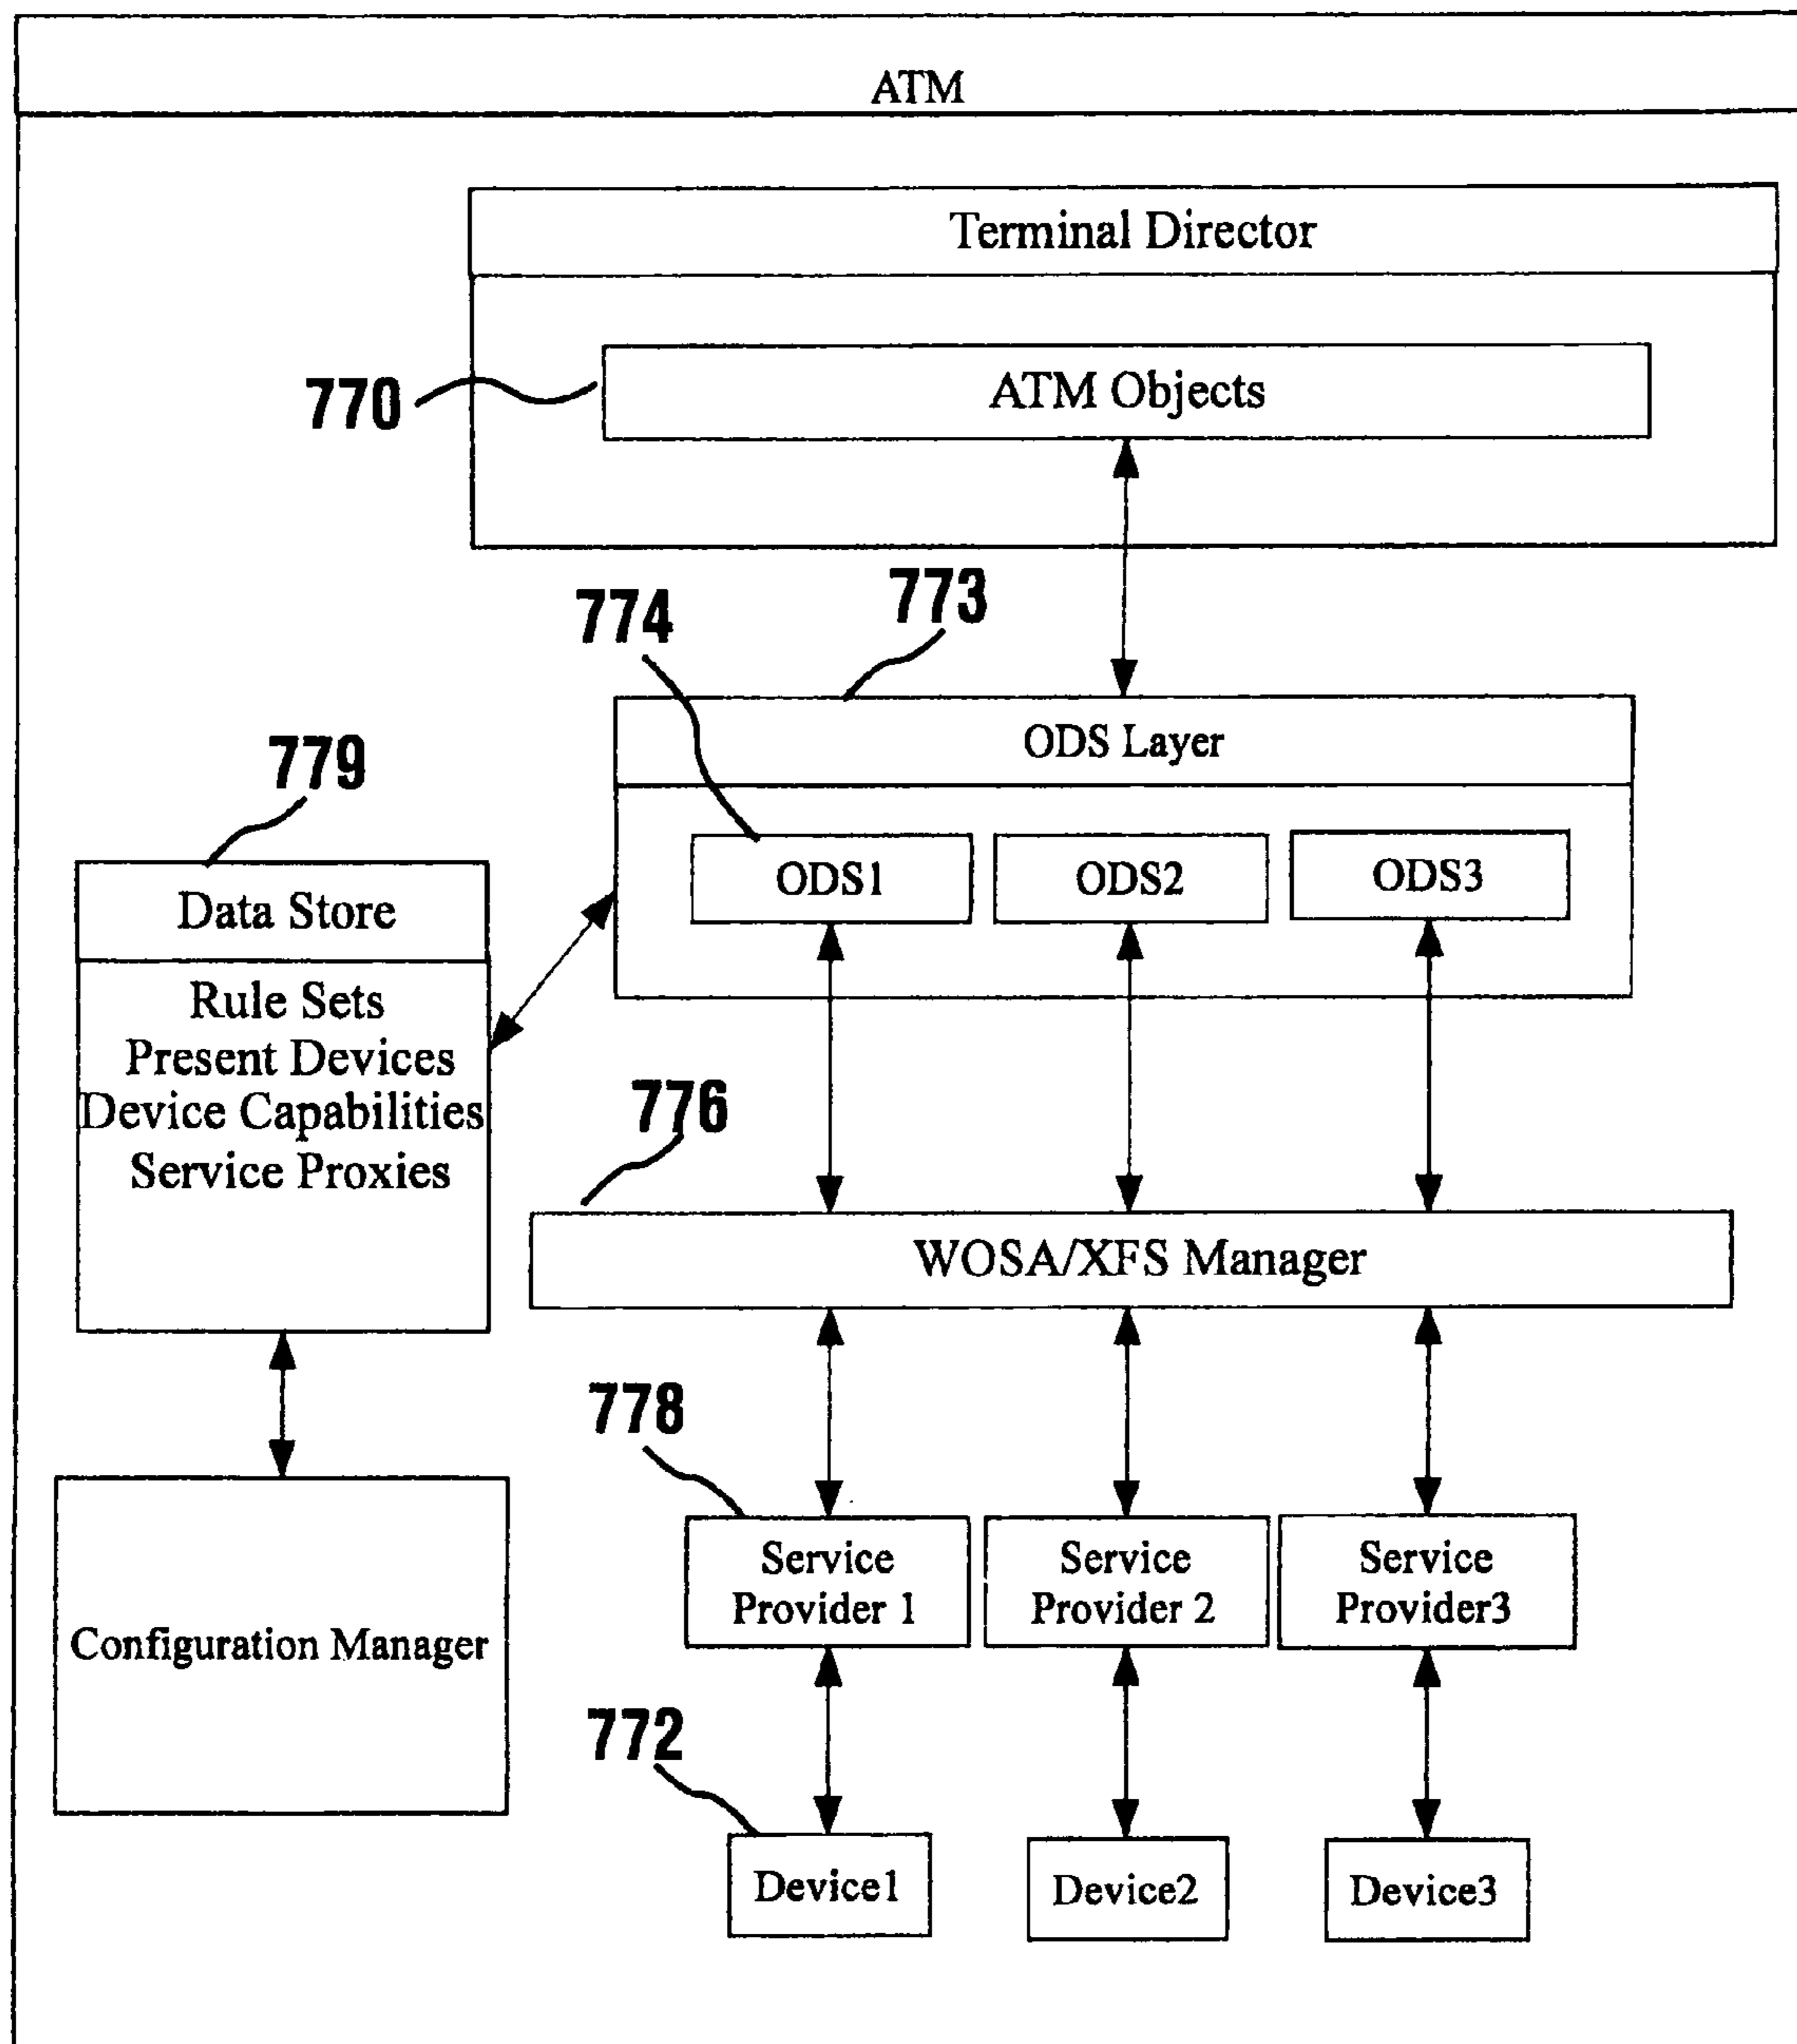 ATM
Terminal Director
770
ATM Objects
774
773
ODS Layer
779
ODS1
ODS2
ODS3
Data Store
Rule Sets
Present Devices
Device Capabilities
Service Proxies
776
WOSA/XFS Manager
778
Service
Provider 1
Service
Provider 2
Service
Provider3
Configuration Manager
772
Device1
Device2
Device3